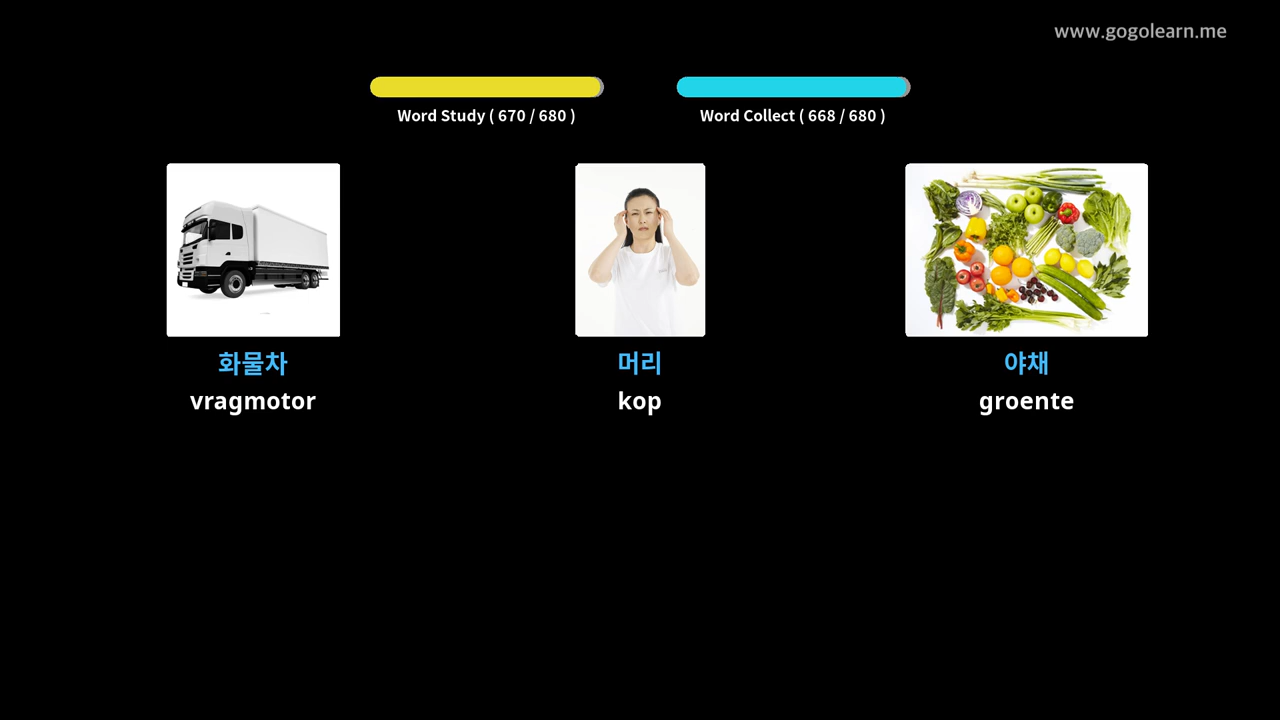 www.gogolearn.me
Word Study ( 670 / 680 )
Word Collect ( 668 / 680 )
화물차
vragmotor
머리
kop
야채
groente